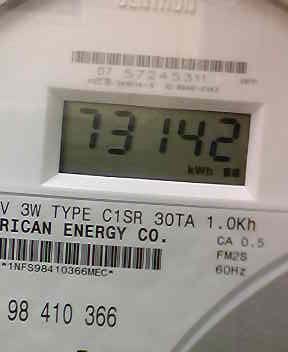 CENTRON
07 57245311
73142
kWh
V 3W TYPE C1SR 30TA 1.0Kh
RICAN ENERGY CO.
CA 0.5
FM2S
60Hz
*1NFS98410366MEC*
98 410 366